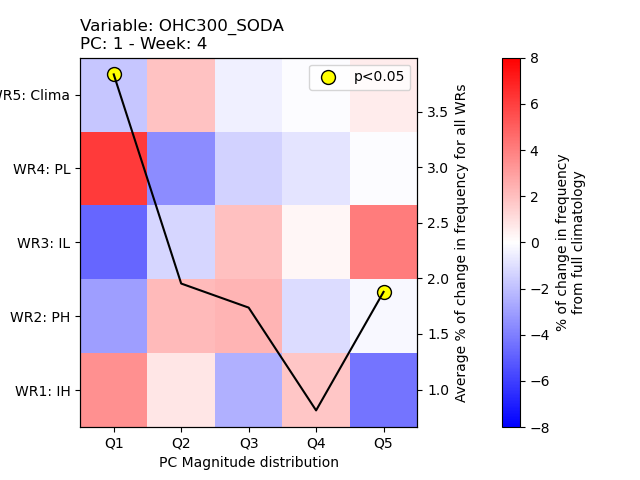 Variable: OHC300_SODA
PC: 1 - Week: 4
p<0.05
WR5: Clima
WR4: PL
WR3: IL
WR2: PH
WR1: IH
Q1 Q2 Q3 Q4 Q5
PC Magnitude distribution
3.5
3.0
2.5
2.0
1.5
1.0
Average % of change in frequency for all WRs
8
6
4
2
0
−2
−4
−6
−8
% of change in frequency
from full climatology